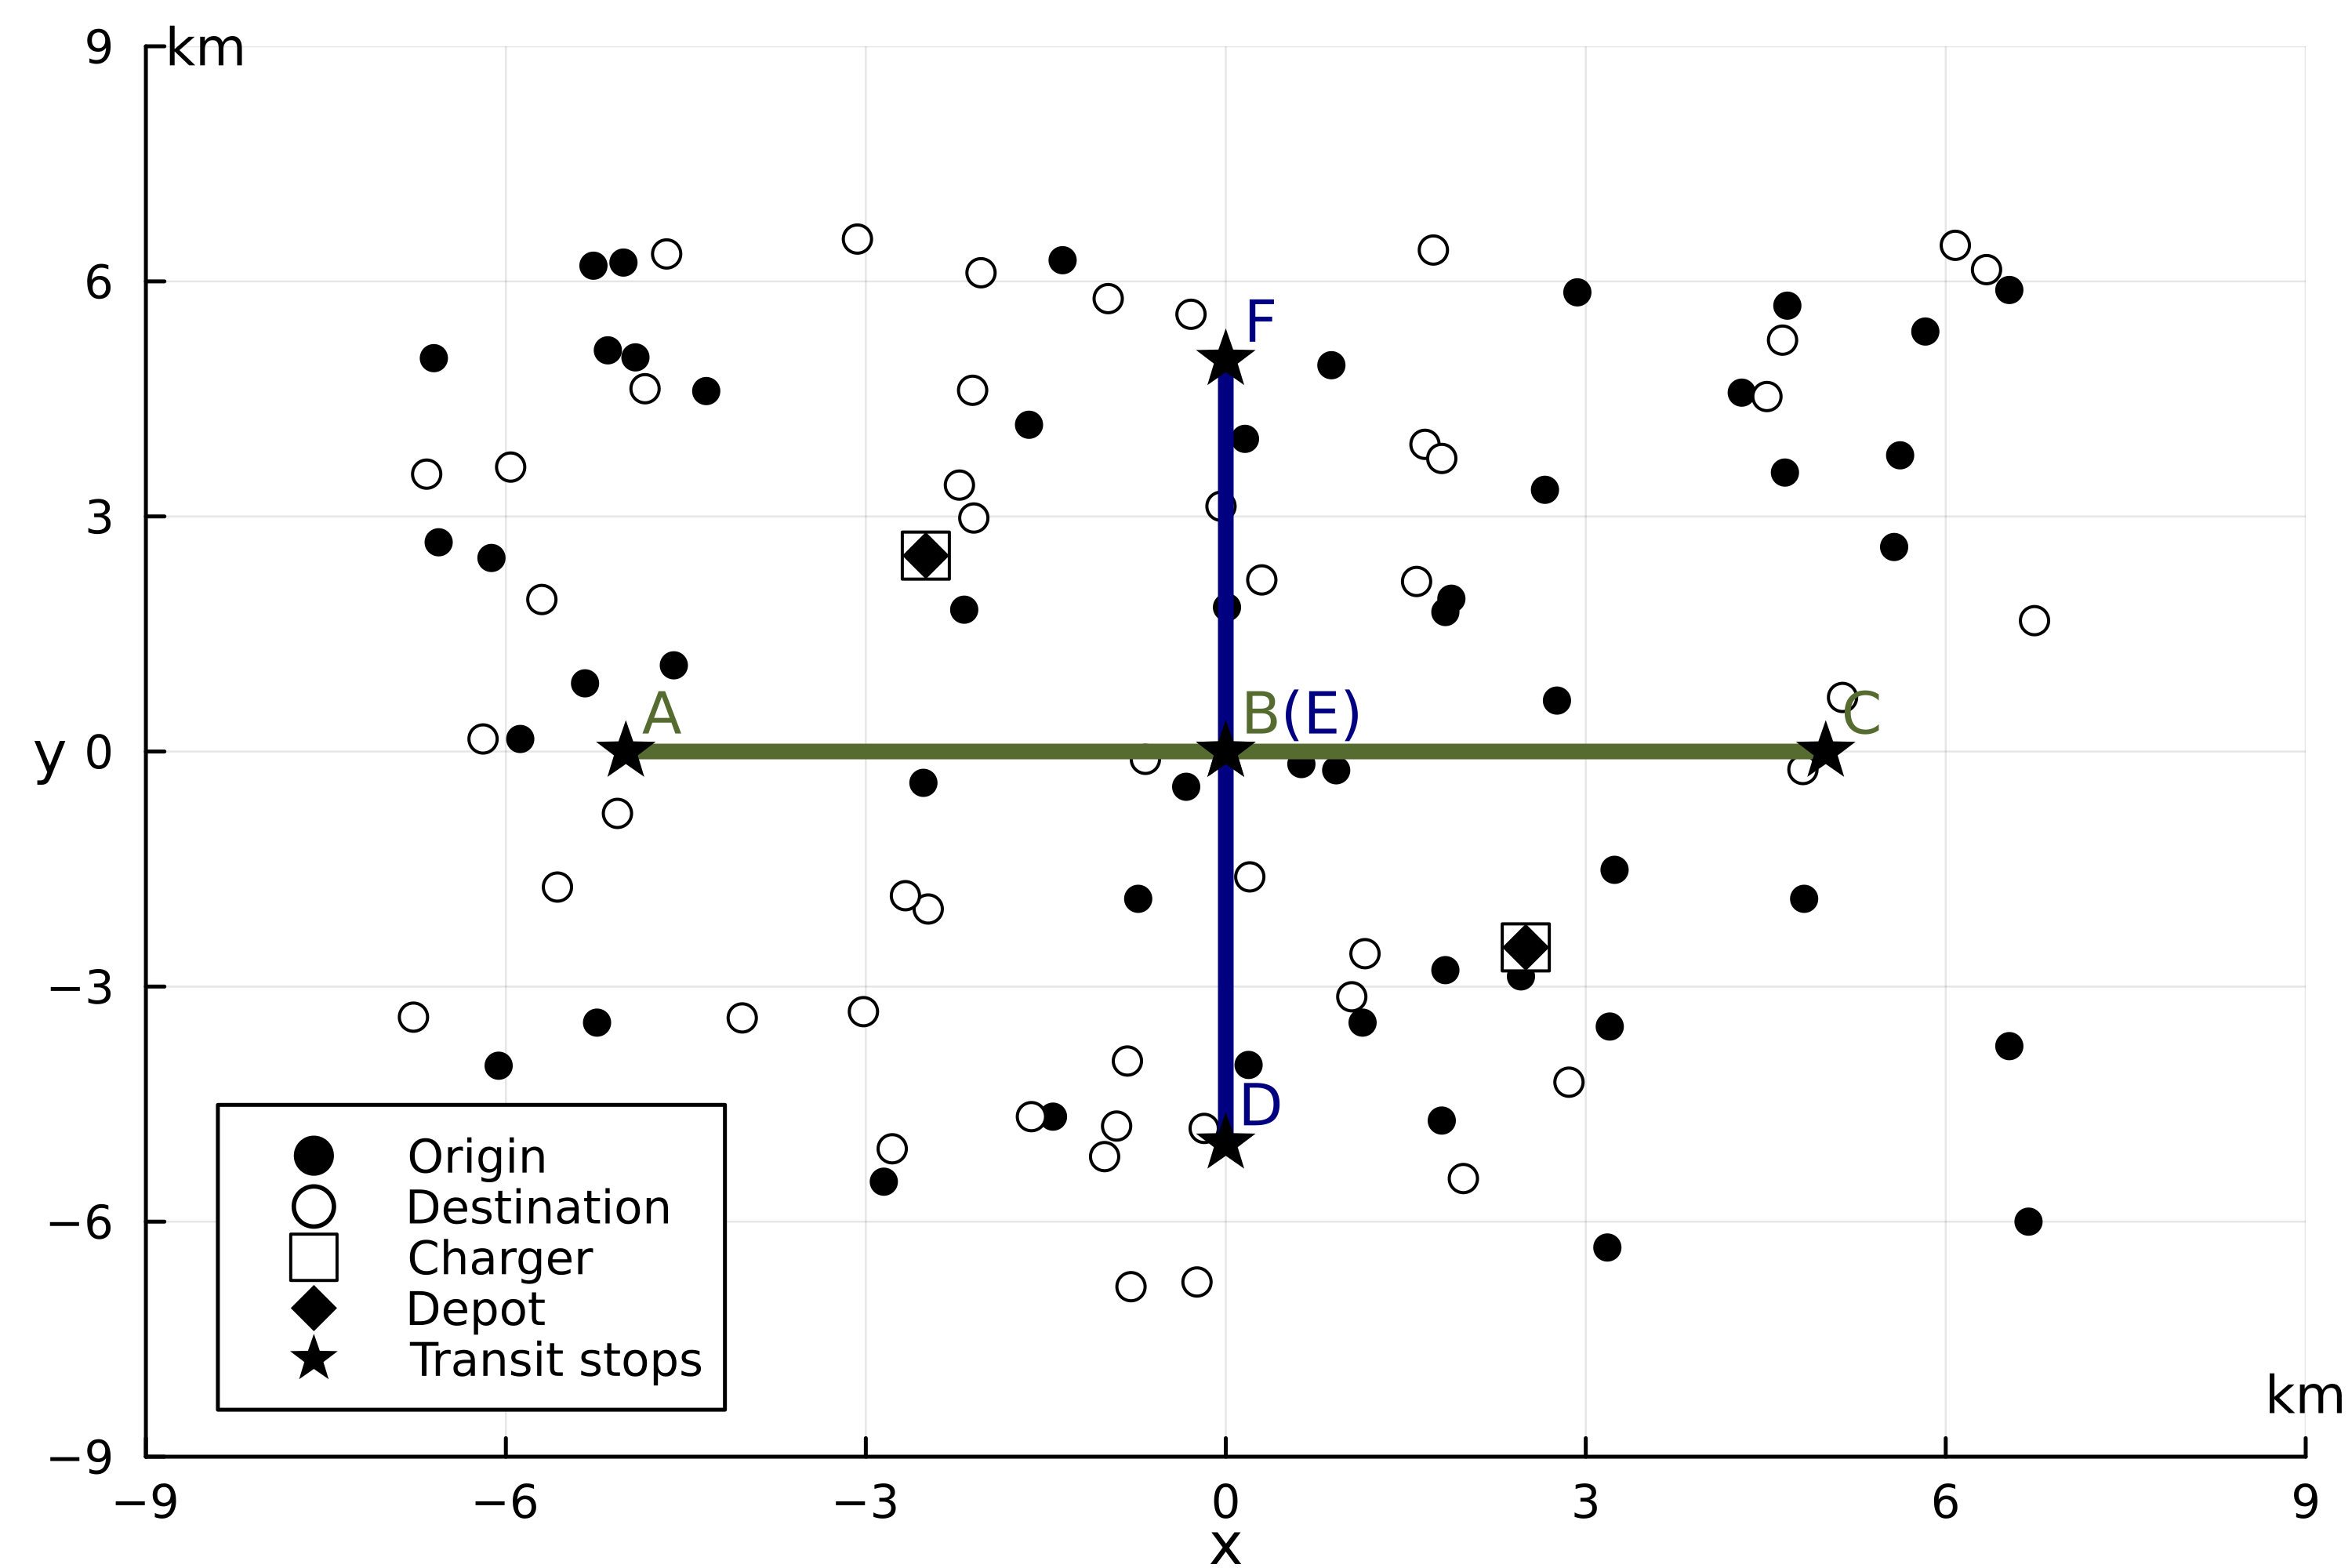 9 km
6
3
y 0
−3
−6
−9
F
A
B(E)
C
D
Origin
Destination
Charger
Depot
Transit stops
km
−9 −6 −3 0 3 6 9
x